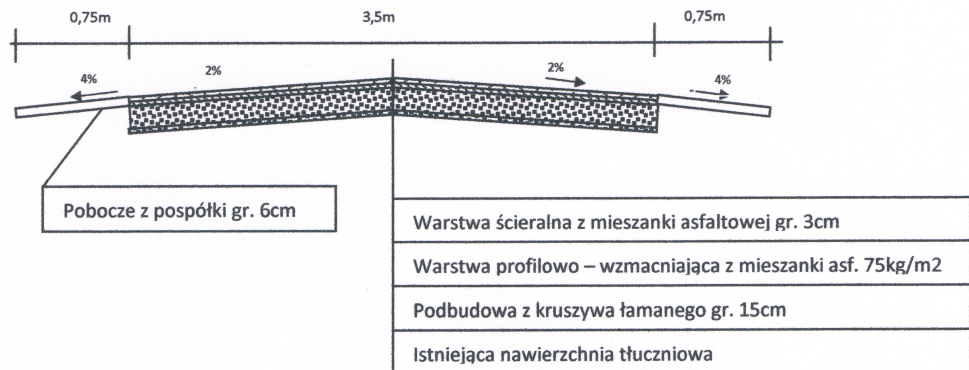 0,75m 3,5m 0,75m
4% 2% 2% 4%
Pobocze z pospółki gr. 6cm
Warstwa ścieralna z mieszanki asfaltowej gr. 3cm
Warstwa profilowo – wzmacniająca z mieszanki asf. 75kg/m2
Podbudowa z kruszywa łamanego gr. 15cm
Istniejąca nawierzchnia tłuczniowa